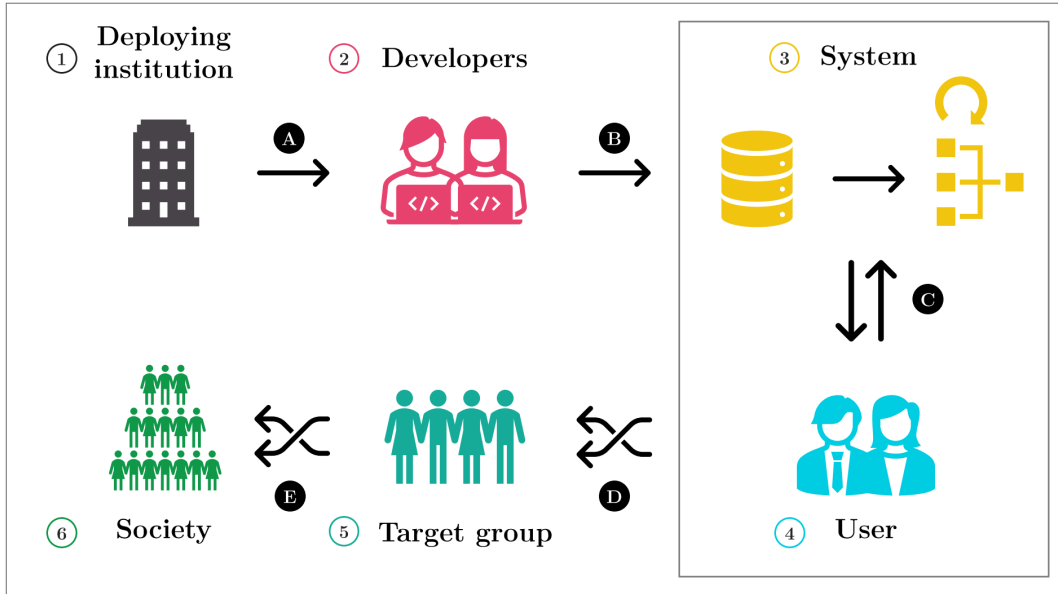 1 Deploying
institution
2 Developers
3 System
A
B
</> </>
C
E
D
6 Society
5 Target group
4 User